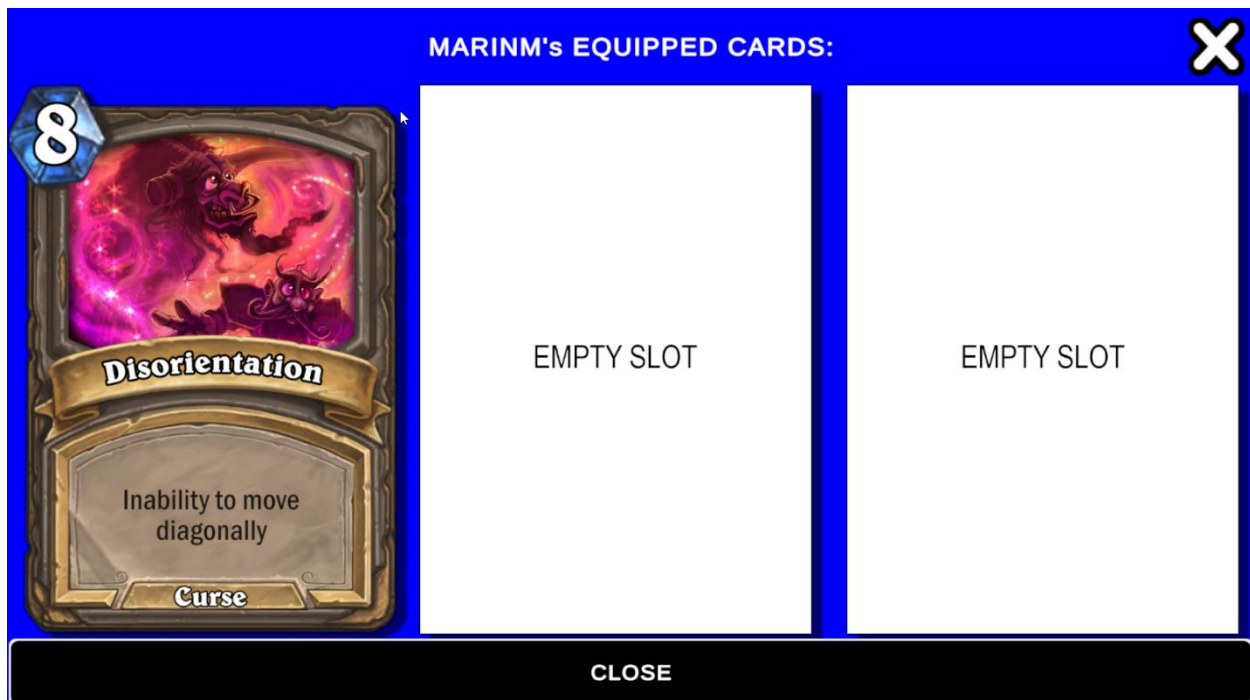 MARINM's EQUIPPED CARDS:
8
Disorientation
Inability to move
diagonally
Curse
EMPTY SLOT
EMPTY SLOT
CLOSE